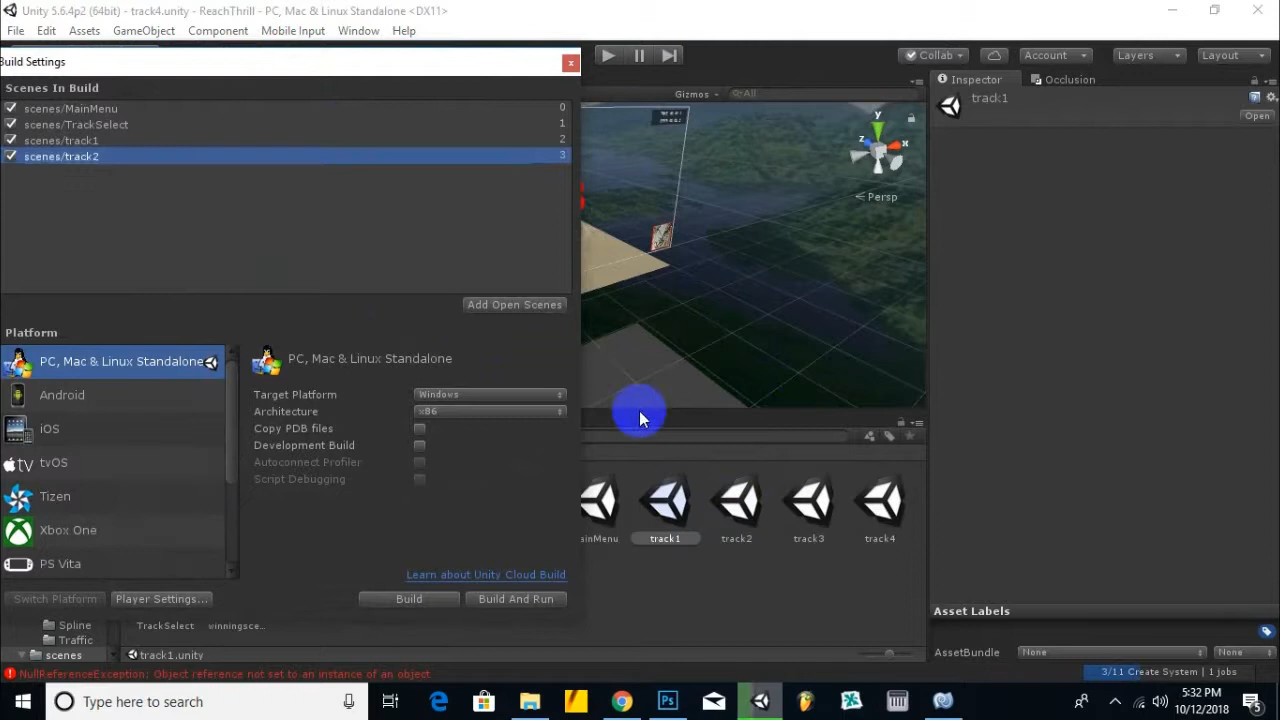 Unity 5.6.4p2 (64bit) - track4.unity - ReachThrill - PC, Mac & Linux Standalone <DX11>
File Edit Assets GameObject Component Mobile Input Window Help
Build Settings
Collab Account Layers Layout
Scenes In Build
Inspector Occlusion
Gizmos All
track1
Open
scenes/MainMenu 0
scenes/TrackSelect 1
scenes/track1 2
scenes/track2 3
y
z x
Persp
Add Open Scenes
Platform
PC, Mac & Linux Standalone
Android
iOS
tvOS
Tizen
Xbox One
PS Vita
PC, Mac & Linux Standalone
Target Platform Windows
Architecture x86
Copy PDB files
Development Build
Autoconnect Profiler
Script Debugging
Learn about Unity Cloud Build
Switch Platform Player Settings... Build Build And Run
ainMenu track1 track2 track3 track4
Asset Labels
AssetBundle None None
Spline
Traffic
scenes
TrackSelect winningsce...
track1.unity
NullReferenceException: Object reference not set to an instance of an object
3/11 Create System | 1 jobs
Type here to search
5:32 PM
10/12/2018
5